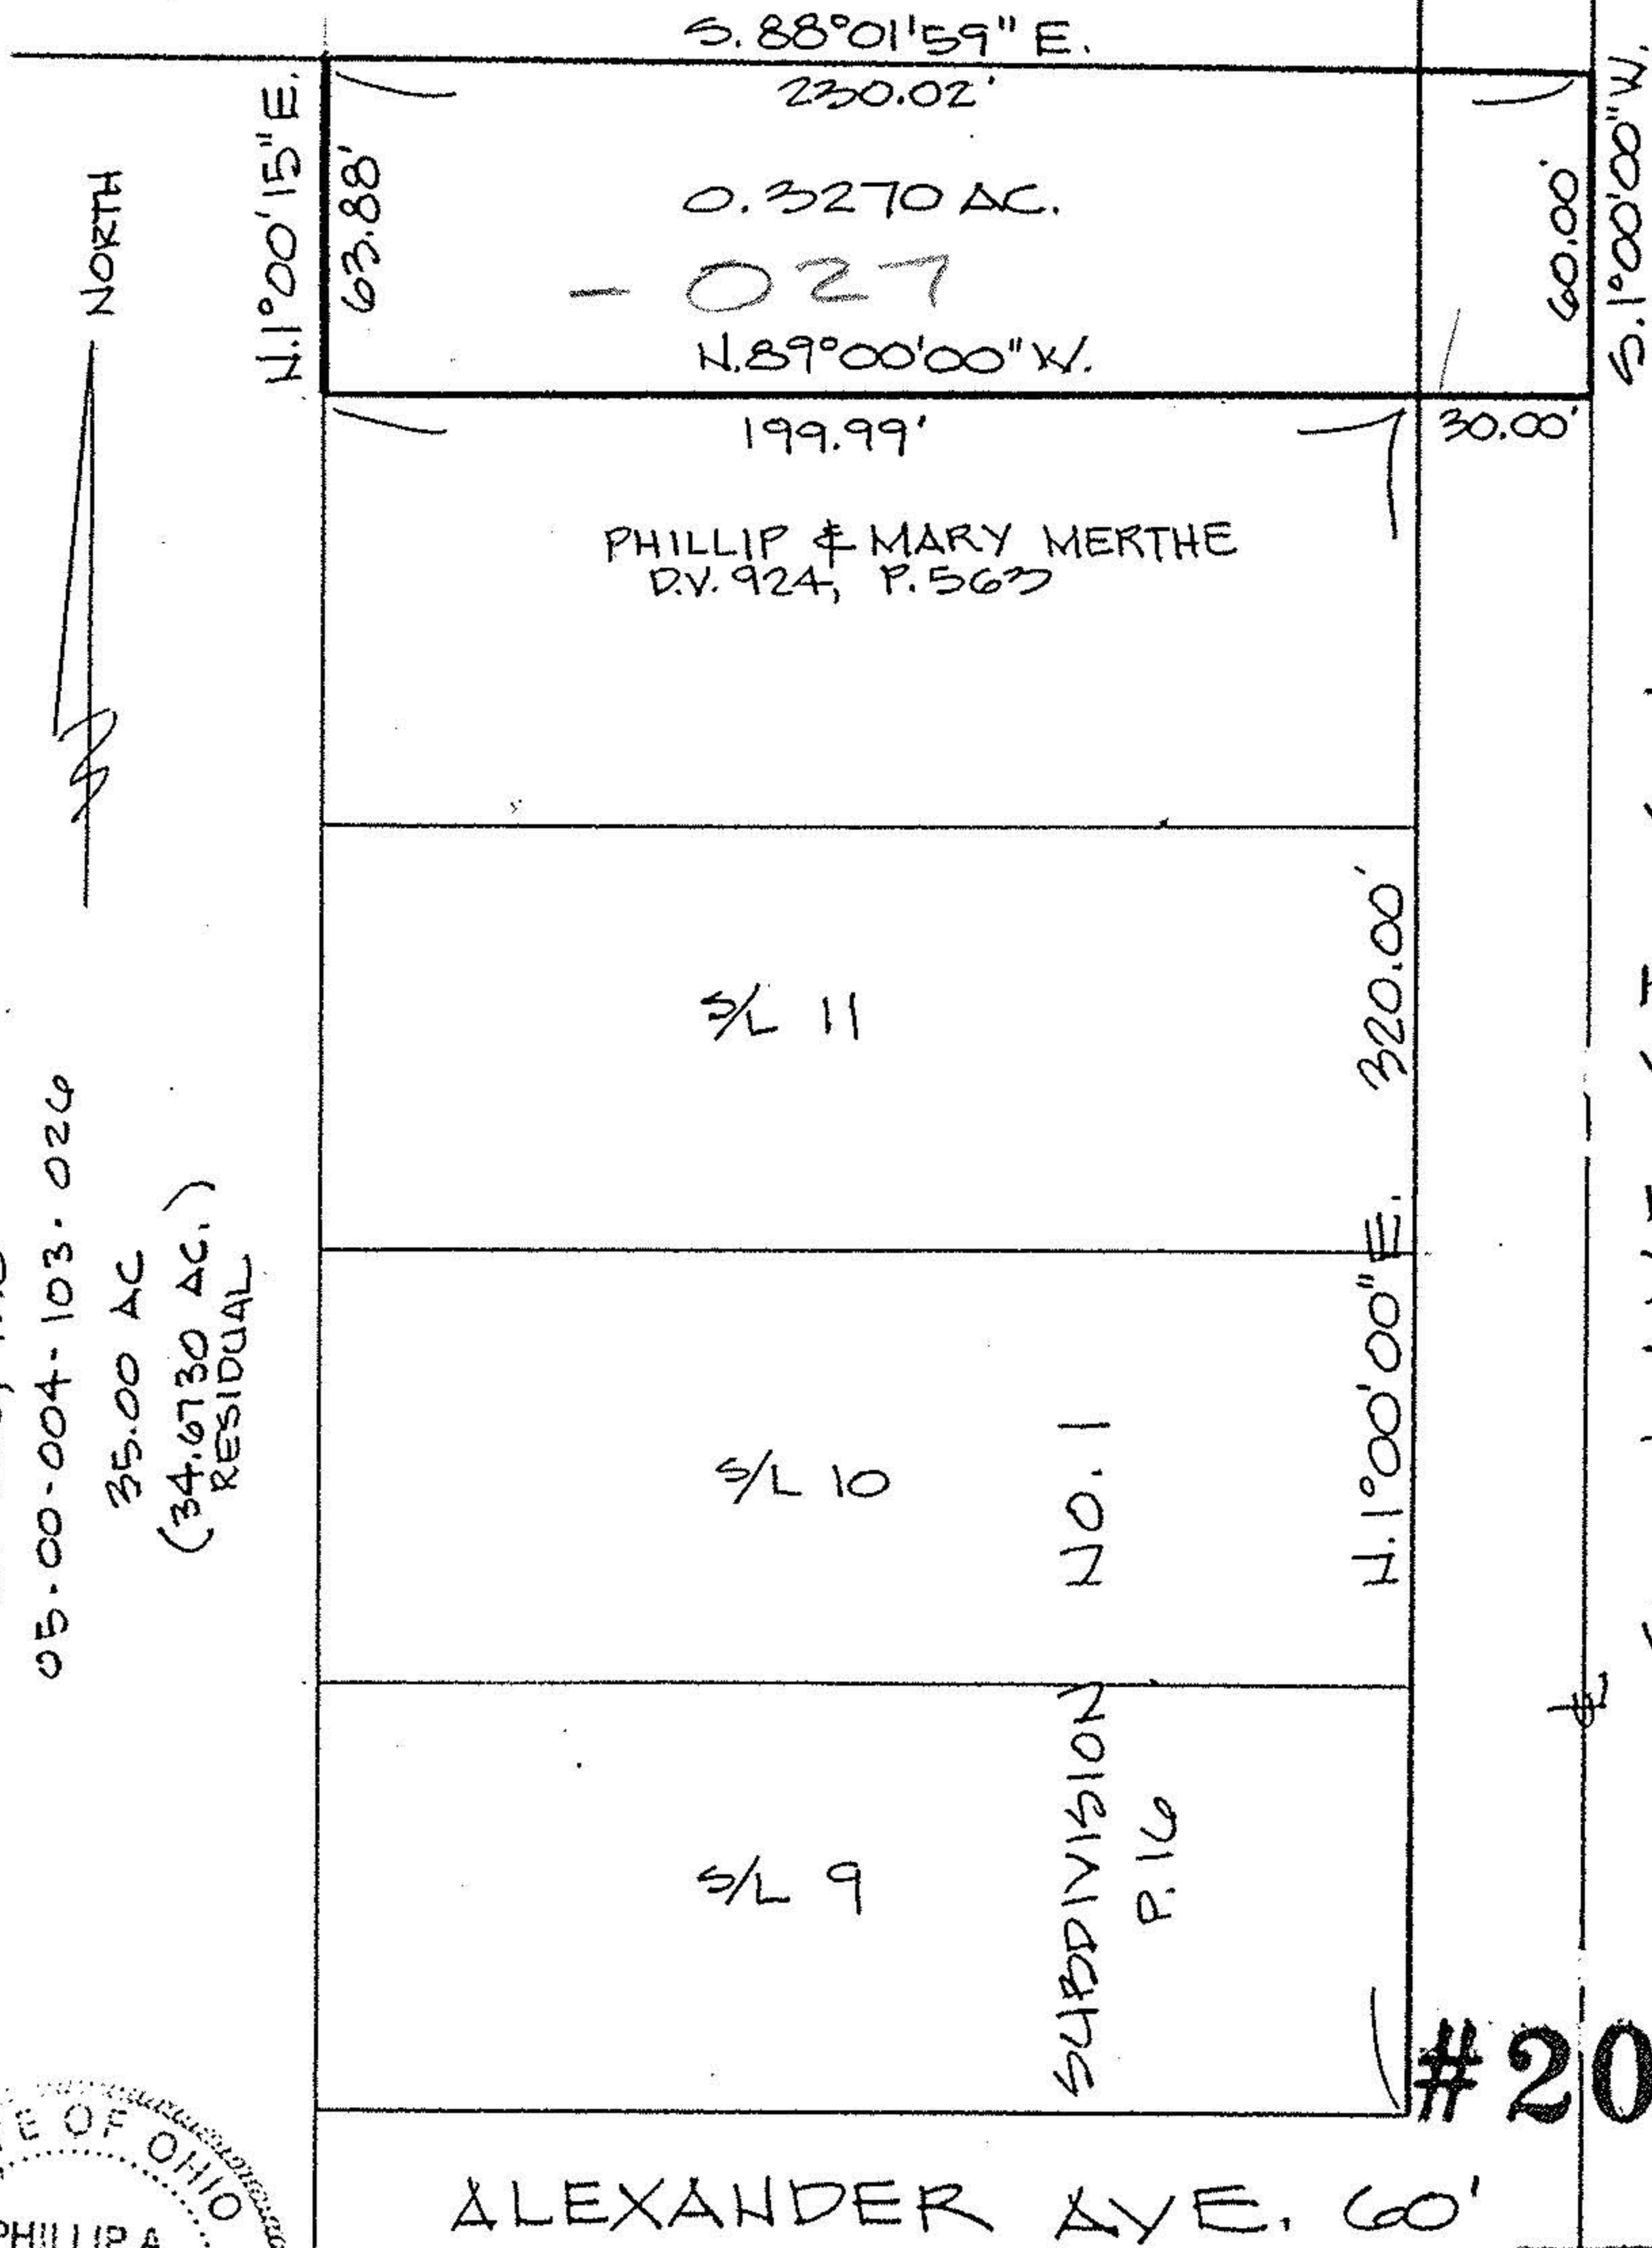 S. 88°01'59" E.
230.02'
N.1°00'15"E.
63.88'
0.3270 AC.
- 027
N.89°00'00"W.
60.00'
S.1°00'00"W.
NORTH
199.99'
30.00'
PHILLIP & MARY MERTHE
D.V. 924, P. 563
S/L 11
320.00'
N.1°00'00"E.
05-00-004-103-026
35.00 AC
(34.6730 AC.)
RESIDUAL
S/L 10
NO. 1
S/L 9
SUBDIVISION
P.16
#20
E OF OHIO
PHILLIP A
ALEXANDER AVE. 60'